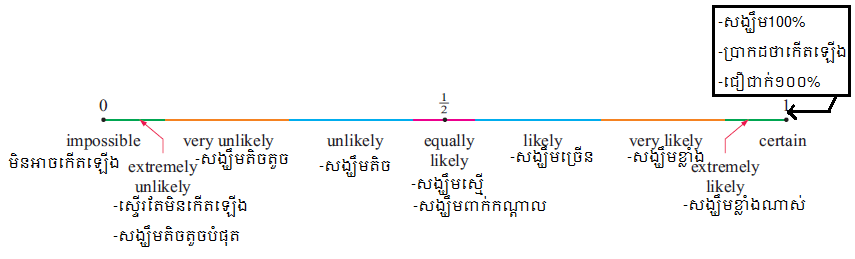 -សង្ឃឹម100%
-ប្រាកដថាកើតឡើង
-ជឿជាក់១០០%
0
1/2
1
impossible
មិនអាចកើតឡើង
extremely
unlikely
-ស្ទើរតែមិនកើតឡើង
-សង្ឃឹមតិចតួចបំផុត
very unlikely
-សង្ឃឹមតិចតួច
unlikely
-សង្ឃឹមតិច
equally
likely
-សង្ឃឹមស្មើ
-សង្ឃឹមពាក់កណ្តាល
likely
-សង្ឃឹមច្រើន
very likely
-សង្ឃឹមខ្លាំង
extremely
likely
-សង្ឃឹមខ្លាំងណាស់
certain